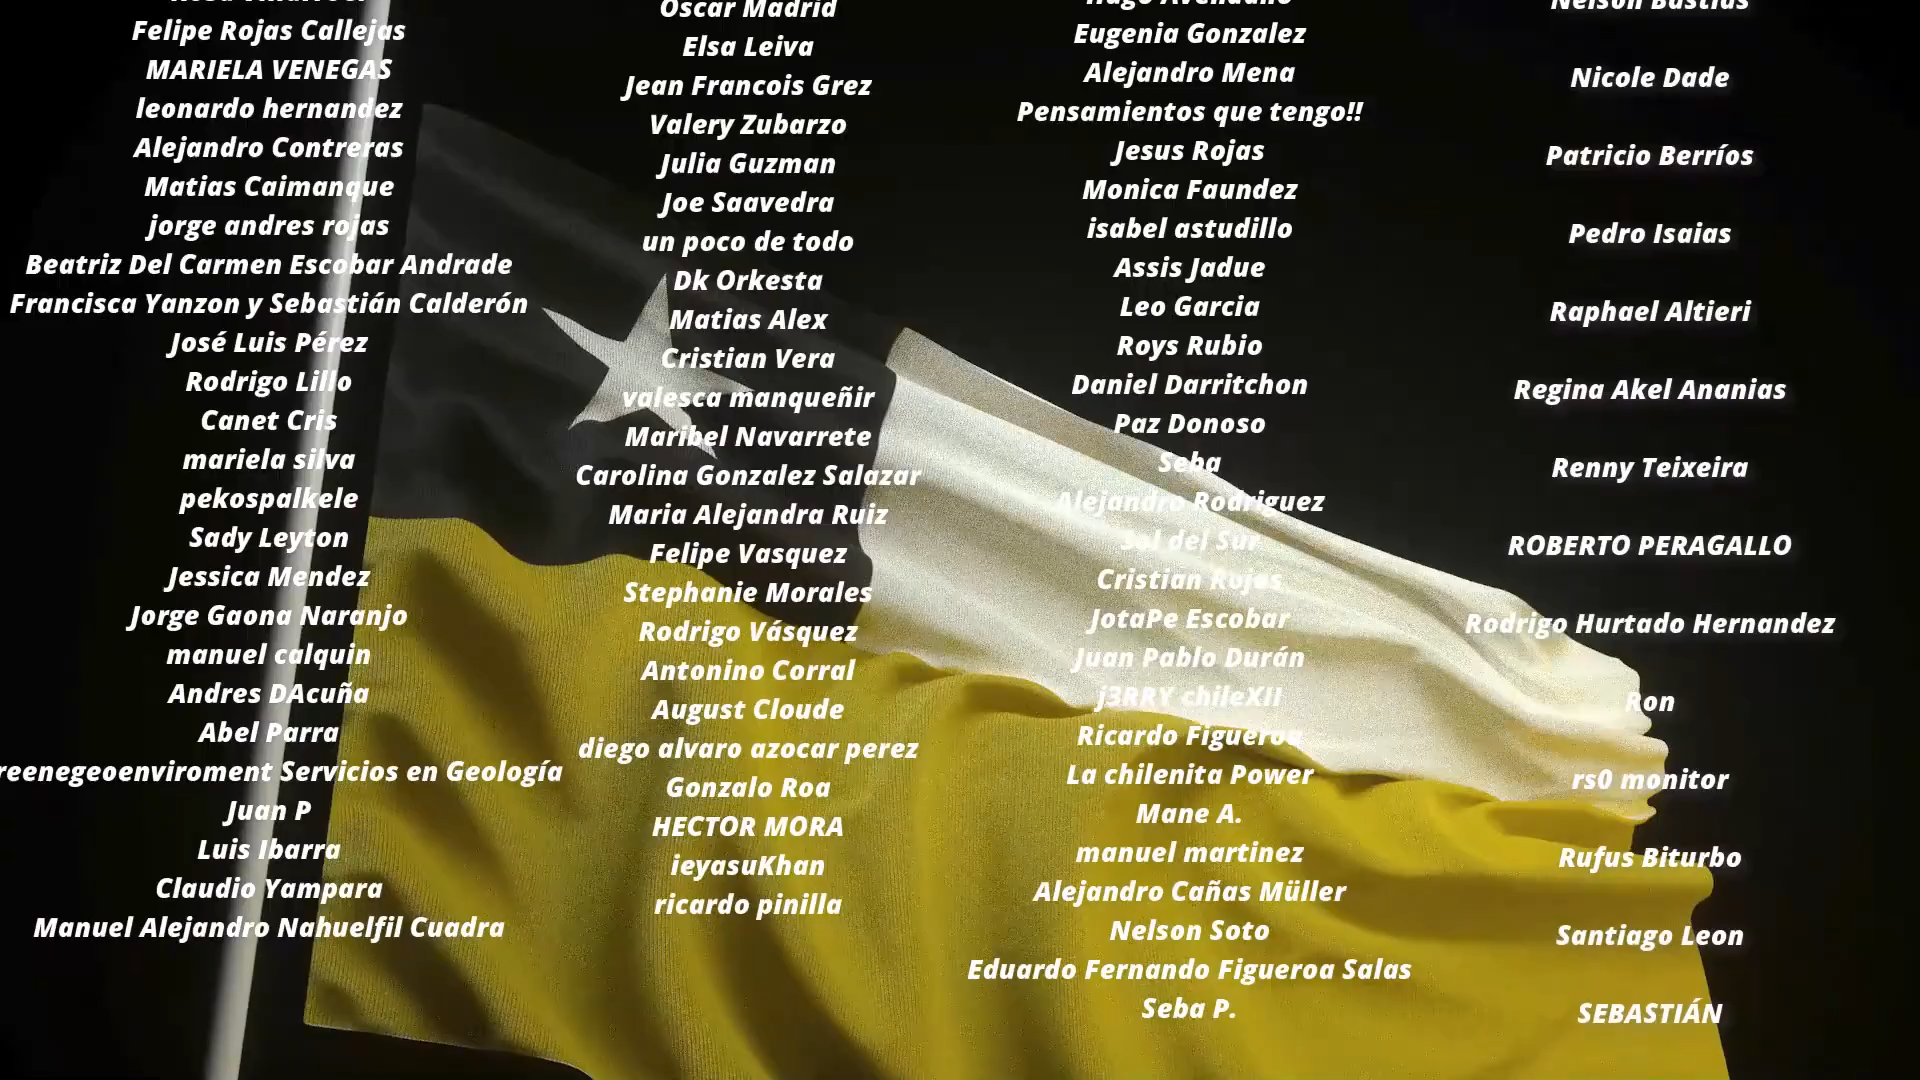 Felipe Rojas Callejas
MARIELA VENEGAS
leonardo hernandez
Alejandro Contreras
Matias Caimanque
jorge andres rojas
Beatriz Del Carmen Escobar Andrade
Francisca Yanzon y Sebastián Calderón
José Luis Pérez
Rodrigo Lillo
Canet Cris
mariela silva
pekospalkele
Sady Leyton
Jessica Mendez
Jorge Gaona Naranjo
manuel calquin
Andres DAcuña
Abel Parra
reenegeoenviroment Servicios en Geología
Juan P
Luis Ibarra
Claudio Yampara
Manuel Alejandro Nahuelfil Cuadra
Oscar Madrid
Elsa Leiva
Jean Francois Grez
Valery Zubarzo
Julia Guzman
Joe Saavedra
un poco de todo
Dk Orkesta
Matias Alex
Cristian Vera
valesca manqueñir
Maribel Navarrete
Carolina Gonzalez Salazar
Maria Alejandra Ruiz
Felipe Vasquez
Stephanie Morales
Rodrigo Vásquez
Antonino Corral
August Cloude
diego alvaro azocar perez
Gonzalo Roa
HECTOR MORA
ieyasuKhan
ricardo pinilla
Hugo Avendaño
Eugenia Gonzalez
Alejandro Mena
Pensamientos que tengo!!
Jesus Rojas
Monica Faundez
isabel astudillo
Assis Jadue
Leo Garcia
Roys Rubio
Daniel Darritchon
Paz Donoso
Seba
Alejandro Rodriguez
Sol del Sur
Cristian Rojas
JotaPe Escobar
Juan Pablo Durán
j3RRY chileXII
Ricardo Figueroa
La chilenita Power
Mane A.
manuel martinez
Alejandro Cañas Müller
Nelson Soto
Eduardo Fernando Figueroa Salas
Seba P.
Nelson Bastias
Nicole Dade
Patricio Berríos
Pedro Isaias
Raphael Altieri
Regina Akel Ananias
Renny Teixeira
ROBERTO PERAGALLO
Rodrigo Hurtado Hernandez
Ron
rs0 monitor
Rufus Biturbo
Santiago Leon
SEBASTIÁN